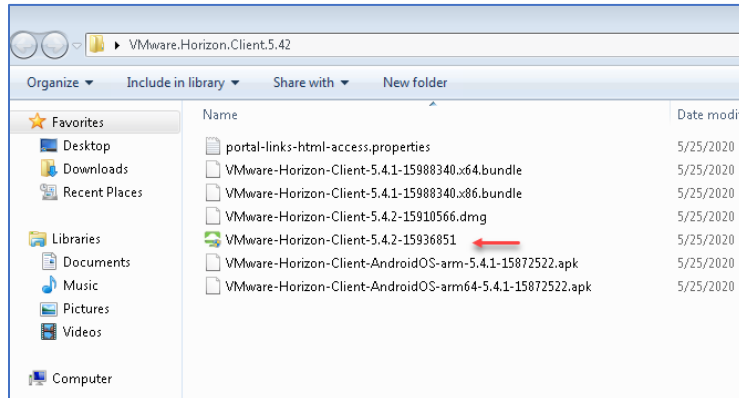 VMware.Horizon.Client.5.42
Organize Include in library Share with New folder
Favorites
Desktop
Downloads
Recent Places
Libraries
Documents
Music
Pictures
Videos
Computer
Name Date modi
portal-links-html-access.properties 5/25/2020
VMware-Horizon-Client-5.4.1-15988340.x64.bundle 5/25/2020
VMware-Horizon-Client-5.4.1-15988340.x86.bundle 5/25/2020
VMware-Horizon-Client-5.4.2-15910566.dmg 5/25/2020
VMware-Horizon-Client-5.4.2-15936851 5/25/2020
VMware-Horizon-Client-AndroidOS-arm-5.4.1-15872522.apk 5/25/2020
VMware-Horizon-Client-AndroidOS-arm64-5.4.1-15872522.apk 5/25/2020